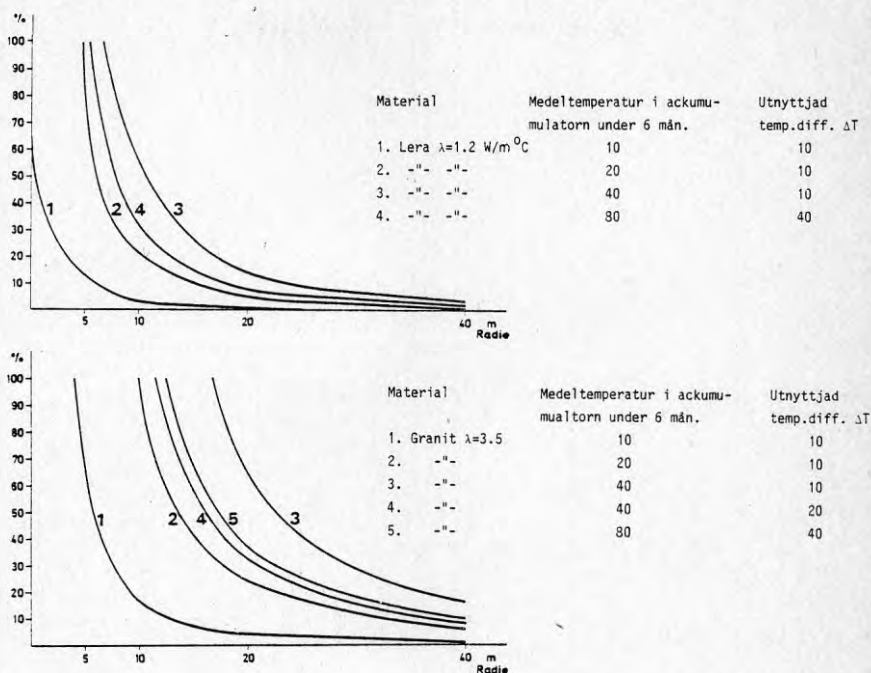 %
100
90
80
70
60
50
40
30
20
10
1
2
4
3
5
10
20
40
m
Radie
Material
Medeltemperatur i ackumu-
mulatorn under 6 mån.
Utnyttjad
temp.diff. ΔT
1. Lera λ=1.2 W/m°C 10 10
2. -"- -"- 20 10
3. -"- -"- 40 10
4. -"- -"- 80 40
%
100
90
80
70
60
50
40
30
20
10
1
2
4
5
3
5
10
20
40
m
Radie
Material
Medeltemperatur i ackumu-
mualtorn under 6 mån.
Utnyttjad
temp.diff. ΔT
1. Granit λ=3.5 10 10
2. -"- 20 10
3. -"- 40 10
4. -"- 40 20
5. -"- 80 40